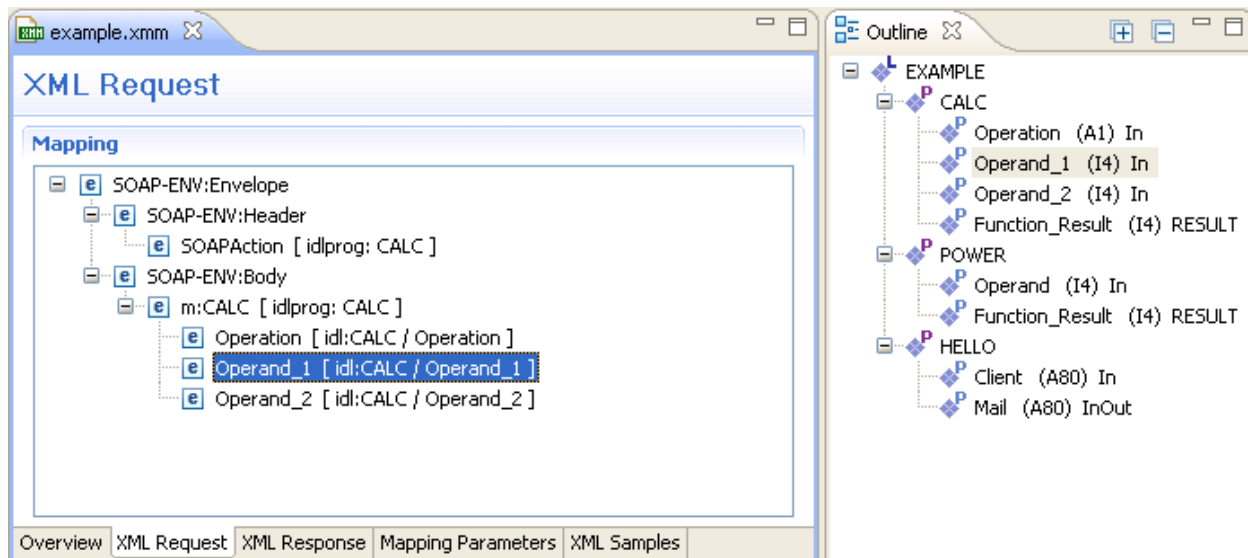 example.xmm
XML Request
Mapping
SOAP-ENV:Envelope
SOAP-ENV:Header
SOAPAction [ idlprog: CALC ]
SOAP-ENV:Body
m:CALC [ idlprog: CALC ]
Operation [ idl:CALC / Operation ]
Operand_1 [ idl:CALC / Operand_1 ]
Operand_2 [ idl:CALC / Operand_2 ]
Overview XML Request XML Response Mapping Parameters XML Samples
Outline
EXAMPLE
CALC
Operation (A1) In
Operand_1 (I4) In
Operand_2 (I4) In
Function_Result (I4) RESULT
POWER
Operand (I4) In
Function_Result (I4) RESULT
HELLO
Client (A80) In
Mail (A80) InOut